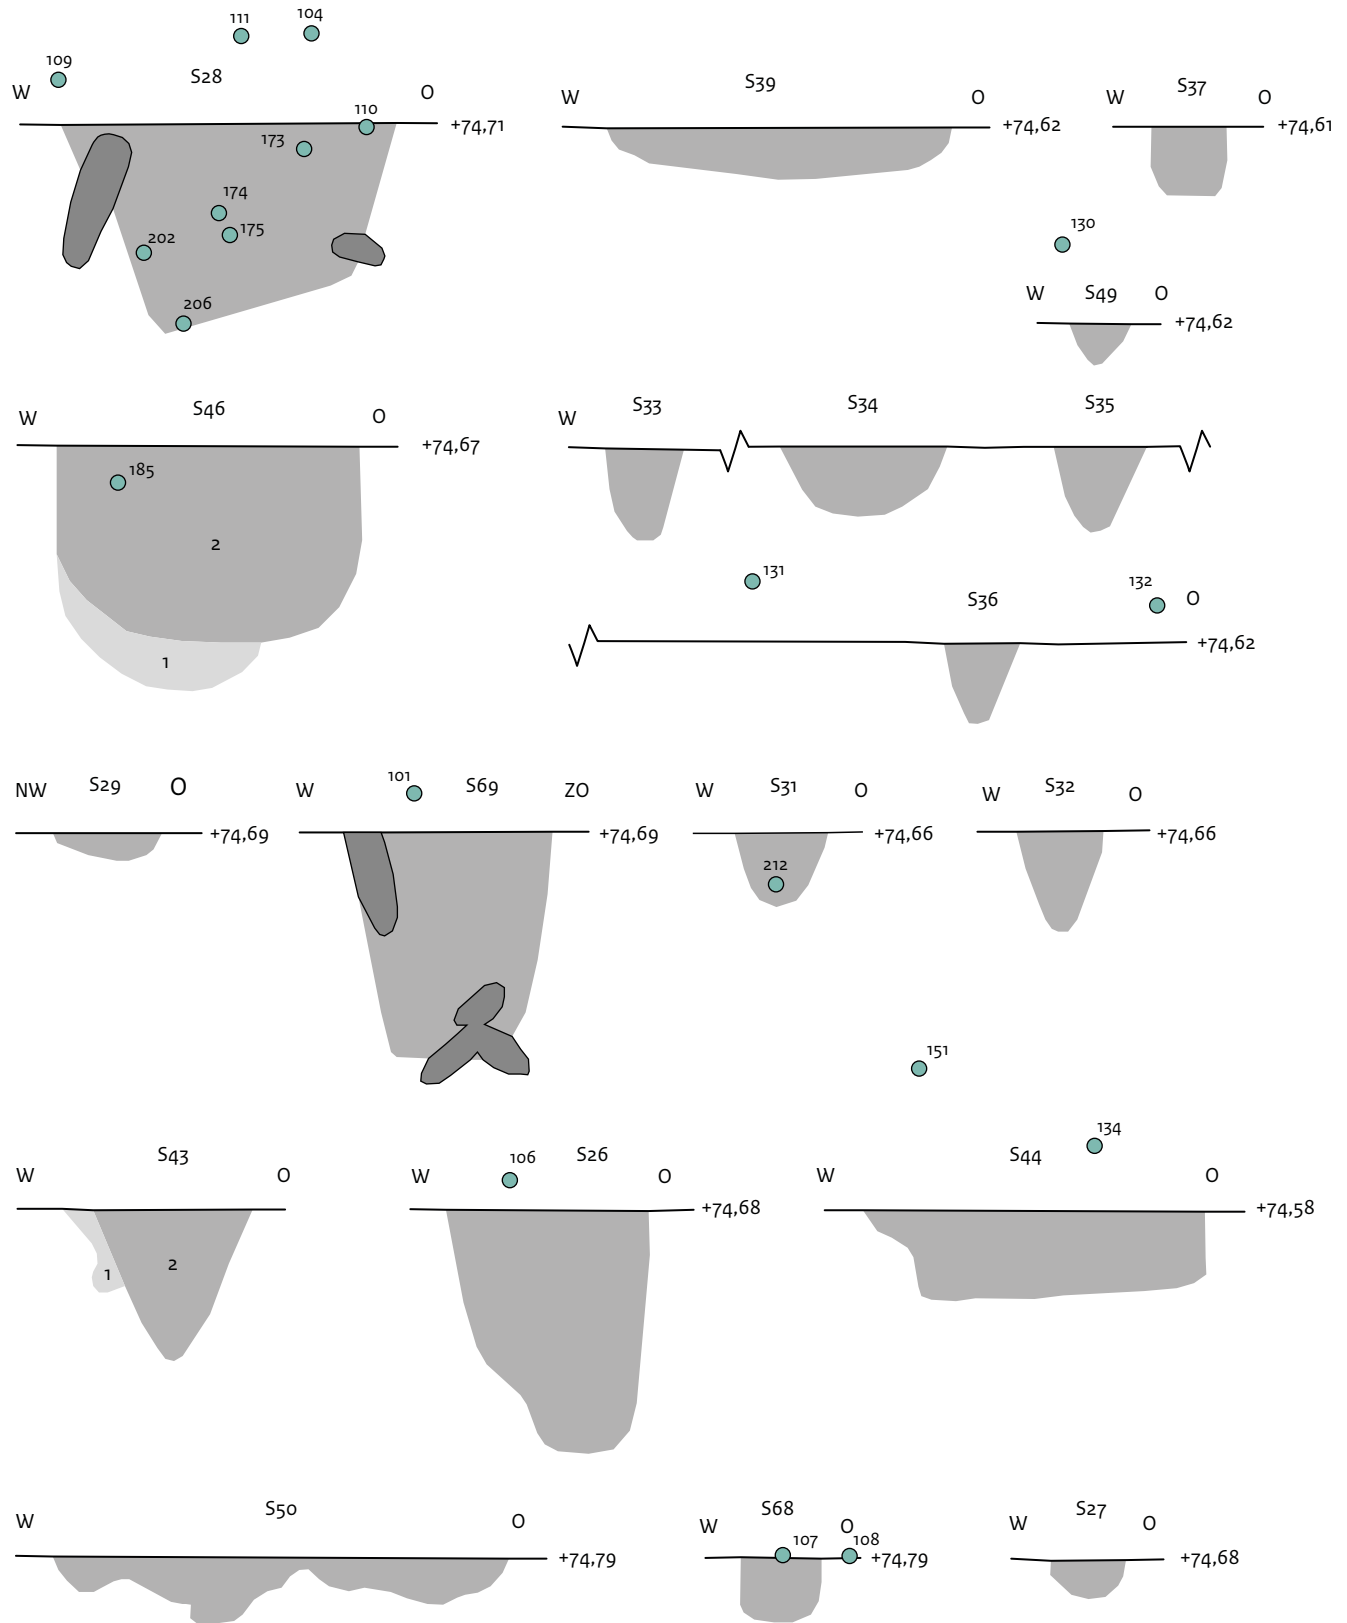 111 104
109 S28
W O
110
+74,71
173
174
175
202
206
S39
W O
+74,62
S37
W O
+74,61
130
W S49 O
+74,62
S46
W O
+74,67
185
2
1
W S33 S34 S35
131 132
S36 O
+74,62
NW S29 O
+74,69
101
W S69 ZO
+74,69
W S31 O
+74,66
212
W S32 O
+74,66
151
S43
W O
1 2
106 S26
W O
+74,68
134
S44
W O
+74,58
S50
W O
+74,79
S68
W O
107 108
+74,79
S27
W O
+74,68